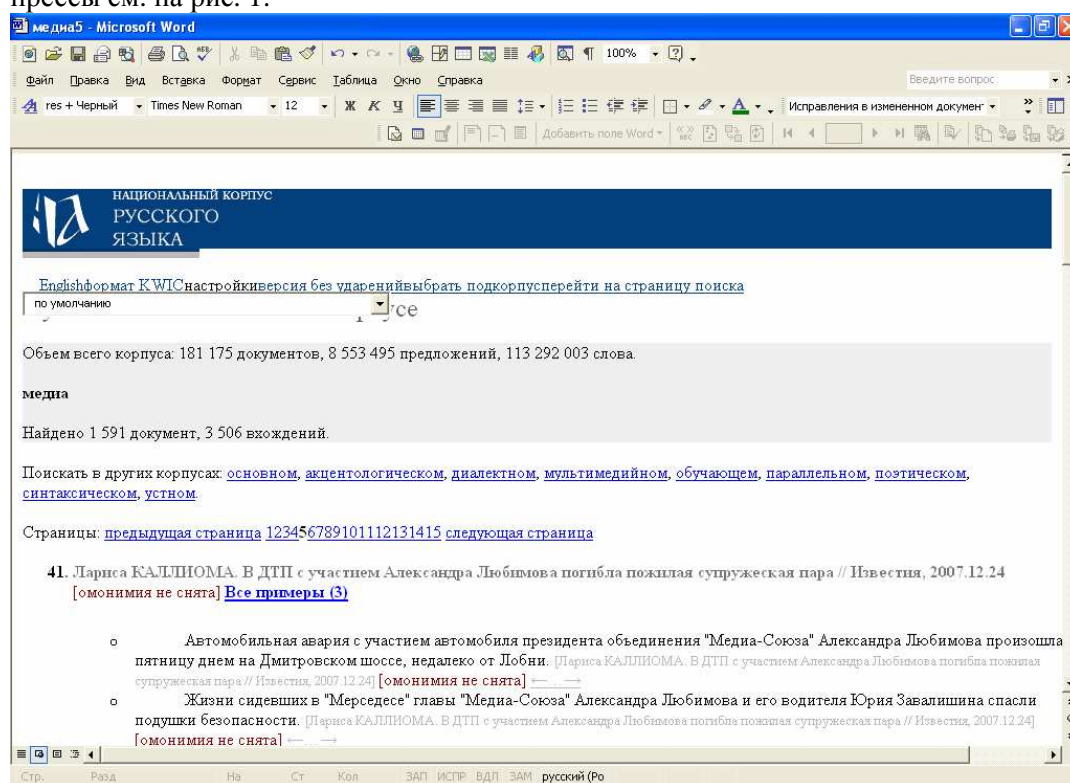 прессы см. на рис. 1.
медиа5 - Microsoft Word
100%
Файл Правка Вид Вставка Формат Сервис Таблица Окно Справка
Введите вопрос
res + Черный Times New Roman 12 Ж К Ч Исправления в измененном докумен
Добавить поле Word
НАЦИОНАЛЬНЫЙ КОРПУС
РУССКОГО
ЯЗЫКА
Englishформат KWICнастройкиверсия без ударенийвыбрать подкорпусперейти на страницу поиска
по умолчанию
усе
Объем всего корпуса: 181 175 документов, 8 553 495 предложений, 113 292 003 слова.
медиа
Найдено 1 591 документ, 3 506 вхождений.
Поискать в других корпусах: основном, акцентологическом, диалектном, мультимедийном, обучающем, параллельном, поэтическом,
синтаксическом, устном.
Страницы: предыдущая страница 123456789101112131415 следующая страница
41. Лариса КАЛЛИОМА. В ДТП с участием Александра Любимова погибла пожилая супружеская пара // Известия, 2007.12.24
[омонимия не снята] Все примеры (3)
o Автомобильная авария с участием автомобиля президента объединения "Медиа-Союза" Александра Любимова произошла
пятницу днем на Дмитровском шоссе, недалеко от Лобни. [Лариса КАЛЛИОМА. В ДТП с участием Александра Любимова погибла пожилая
супружеская пара // Известия, 2007.12.24] [омонимия не снята] ←...→
o Жизни сидевших в "Мерседесе" главы "Медиа-Союза" Александра Любимова и его водителя Юрия Завалишина спасли
подушки безопасности. [Лариса КАЛЛИОМА. В ДТП с участием Александра Любимова погибла пожилая супружеская пара // Известия, 2007.12.24]
[омонимия не снята] ←...→
Стр. Разд На Ст Кол ЗАП ИСПР ВДЛ ЗАМ русский (Ро